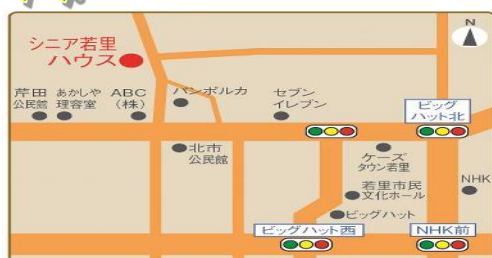 N
シニア若里
ハウス
芹田
公民館
あかしや
理容室
ABC
(株)
パンポルカ
セブン
イレブン
ビッグ
ハット北
北市
公民館
ケーズ
タウン若里
若里市民
文化ホール
NHK
ビッグハット
ビッグハット西
NHK前